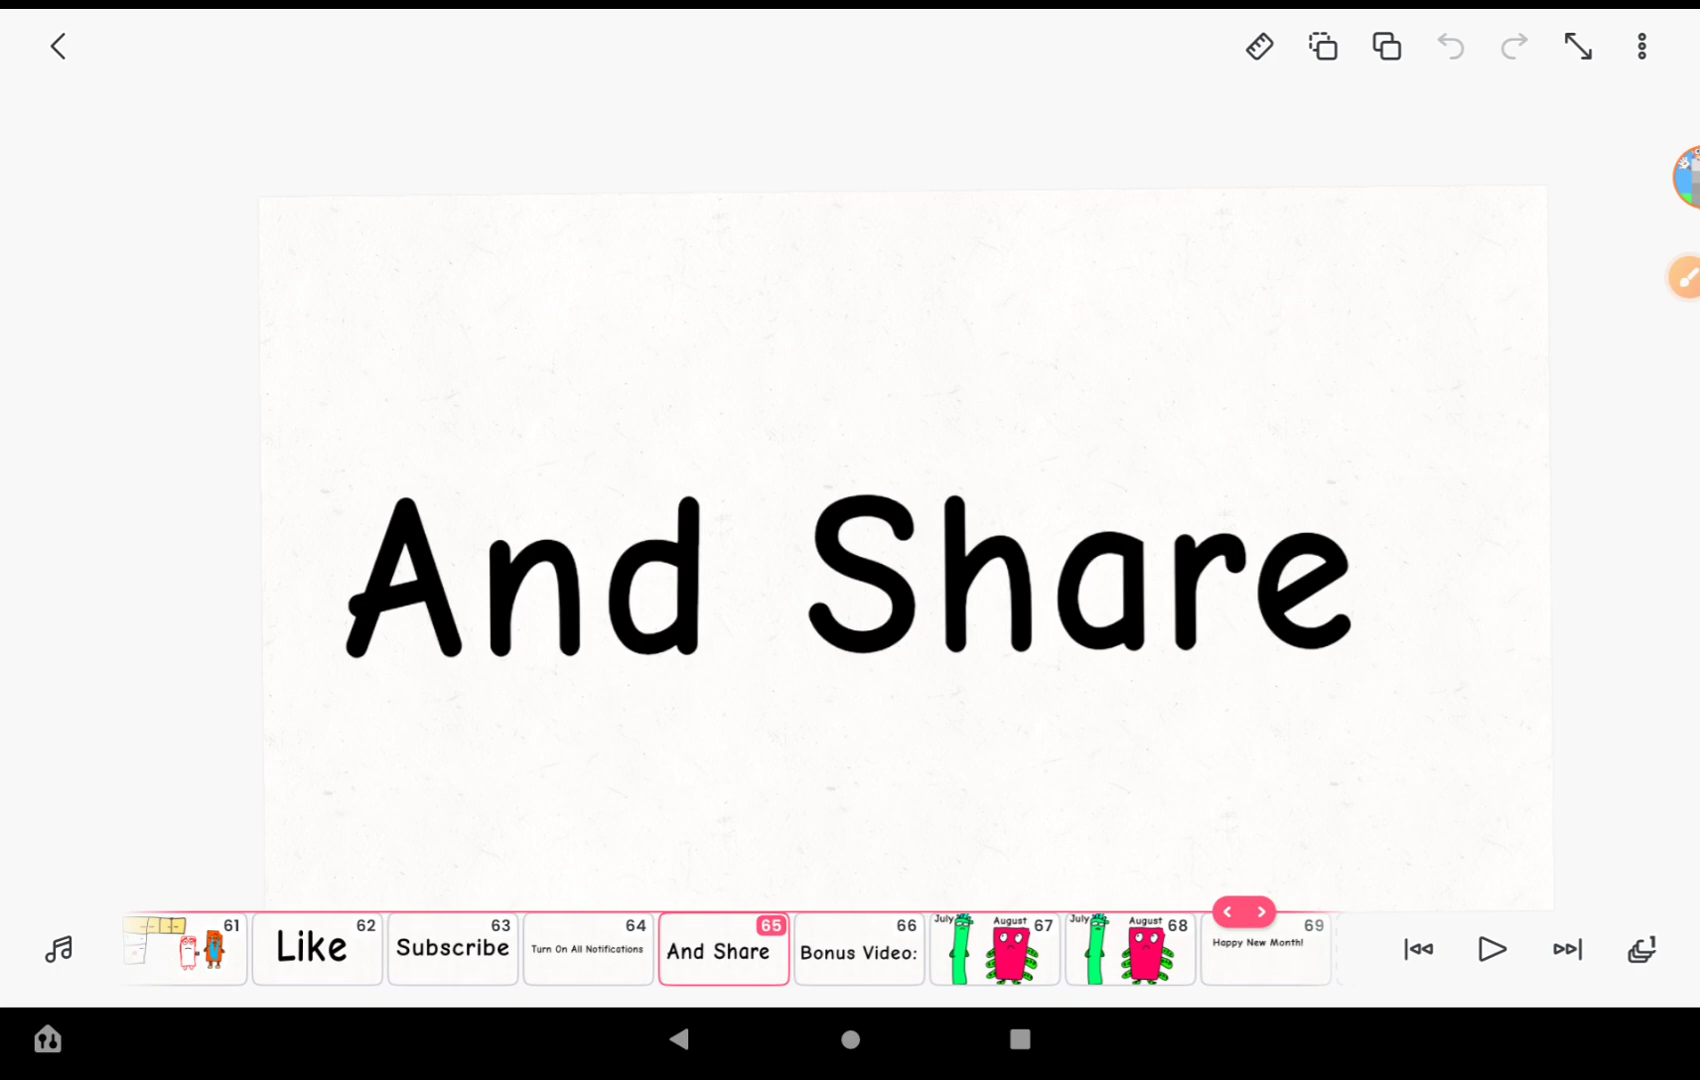 And Share
61
Like
62
Subscribe
63
Turn On All Notifications
64
And Share
65
Bonus Video:
66
July
August
67
July
August
68
Happy New Month!
69